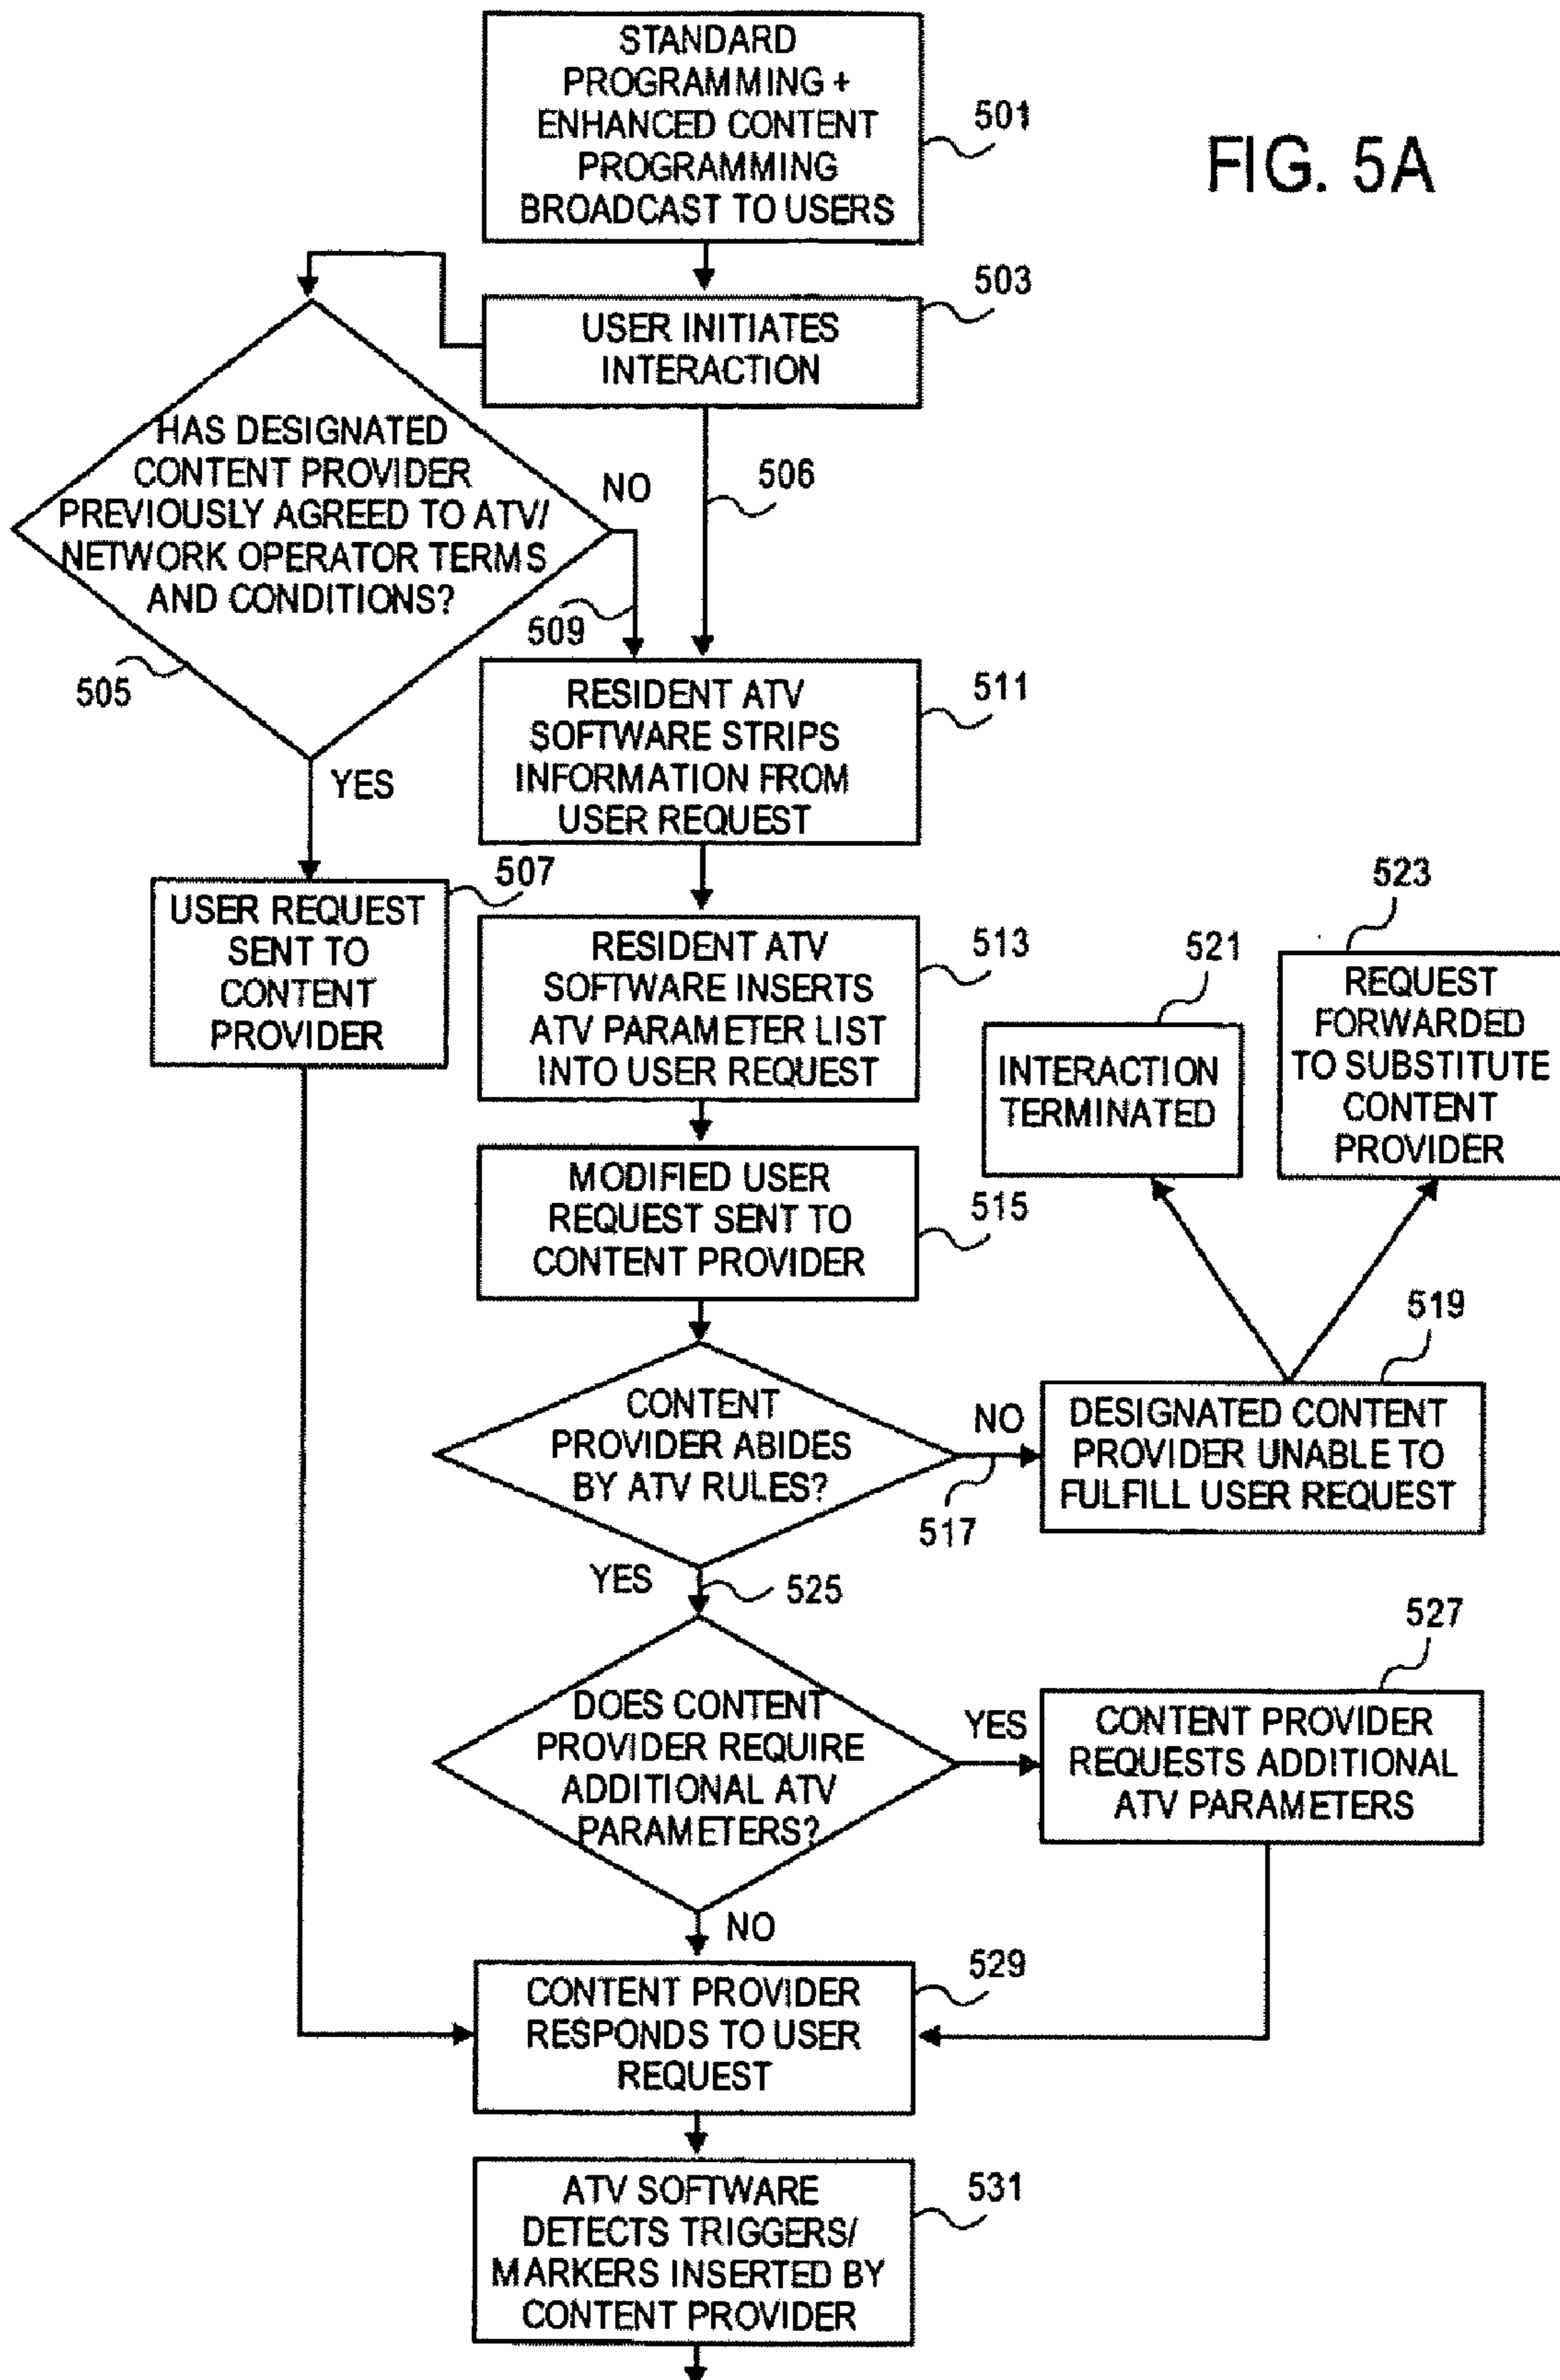 STANDARD
PROGRAMMING +
ENHANCED CONTENT
PROGRAMMING
BROADCAST TO USERS
501
FIG. 5A
USER INITIATES
INTERACTION
503
HAS DESIGNATED
CONTENT PROVIDER
PREVIOUSLY AGREED TO ATV/
NETWORK OPERATOR TERMS
AND CONDITIONS?
505
NO
506
509
YES
RESIDENT ATV
SOFTWARE STRIPS
INFORMATION FROM
USER REQUEST
511
USER REQUEST
SENT TO
CONTENT
PROVIDER
507
RESIDENT ATV
SOFTWARE INSERTS
ATV PARAMETER LIST
INTO USER REQUEST
513
INTERACTION
TERMINATED
521
REQUEST
FORWARDED
TO SUBSTITUTE
CONTENT
PROVIDER
523
MODIFIED USER
REQUEST SENT TO
CONTENT PROVIDER
515
CONTENT
PROVIDER ABIDES
BY ATV RULES?
NO
517
DESIGNATED CONTENT
PROVIDER UNABLE TO
FULFILL USER REQUEST
519
YES
525
DOES CONTENT
PROVIDER REQUIRE
ADDITIONAL ATV
PARAMETERS?
YES
CONTENT PROVIDER
REQUESTS ADDITIONAL
ATV PARAMETERS
527
NO
CONTENT PROVIDER
RESPONDS TO USER
REQUEST
529
ATV SOFTWARE
DETECTS TRIGGERS/
MARKERS INSERTED BY
CONTENT PROVIDER
531